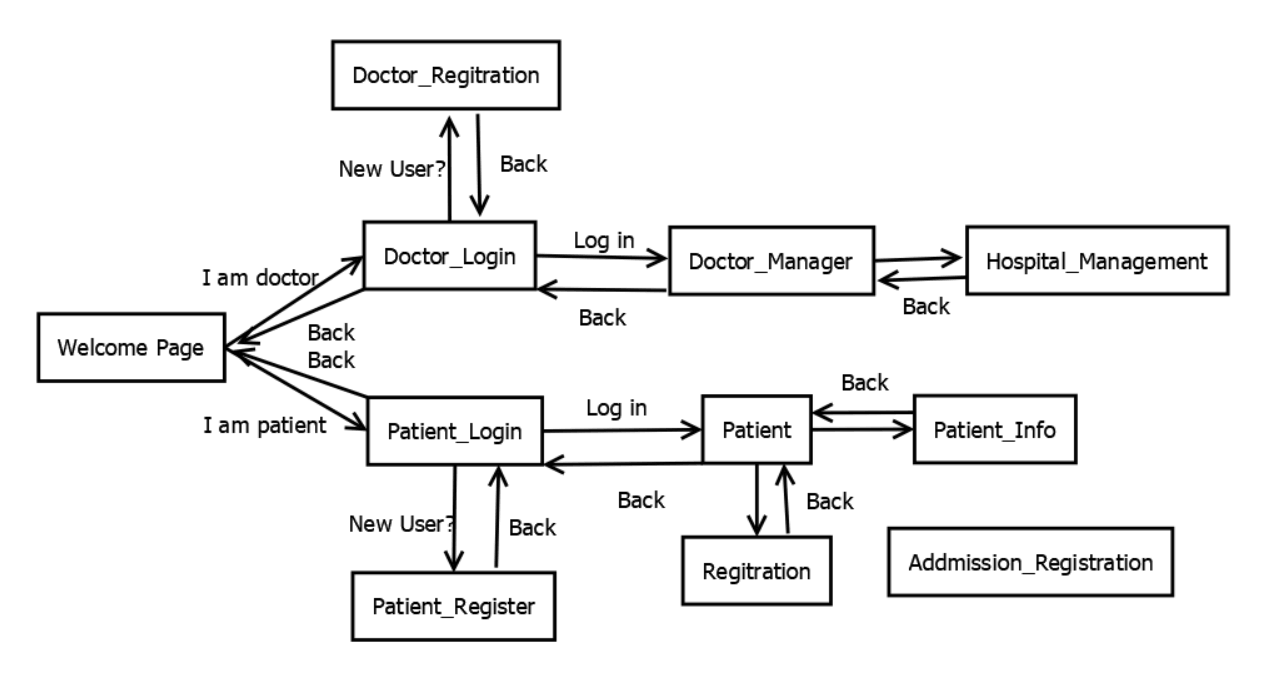 Doctor_Regitration
New User?
Back
Doctor_Login
Log in
Doctor_Manager
Hospital_Management
I am doctor
Back
Back
Back
Welcome Page
Back
I am patient
Patient_Login
Log in
Patient
Back
Patient_Info
New User?
Back
Back
Back
Patient_Register
Regitration
Addmission_Registration